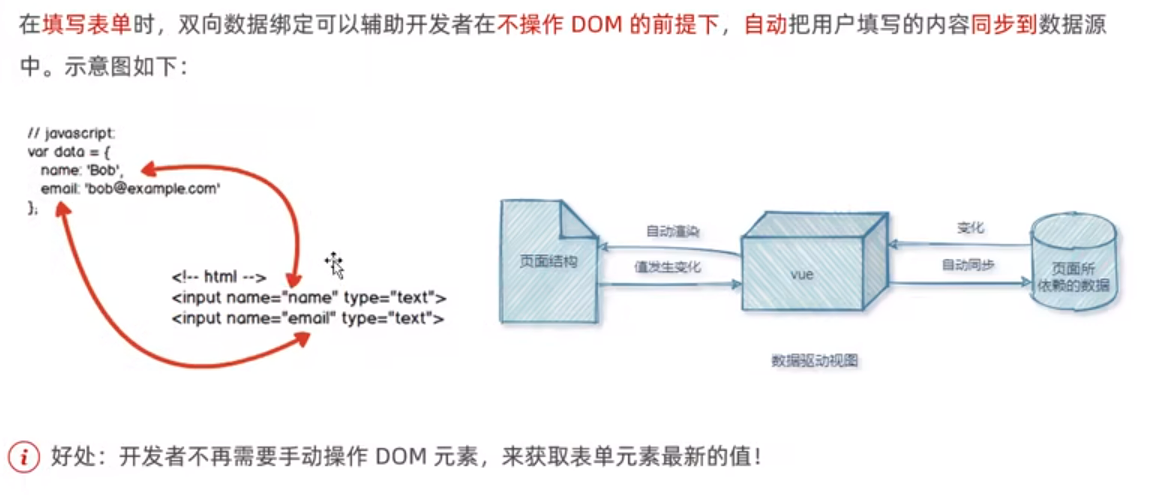 在填写表单时，双向数据绑定可以辅助开发者在不操作 DOM 的前提下，自动把用户填写的内容同步到数据源
中。示意图如下：
// javascript:
var data = {
name: 'Bob',
email: 'bob@example.com'
};
<!-- html -->
<input name="name" type="text">
<input name="email" type="text">
页面结构
自动渲染
值发生变化
vue
变化
自动同步
页面所
依赖的数据
数据驱动视图
i 好处：开发者不再需要手动操作 DOM 元素，来获取表单元素最新的值！